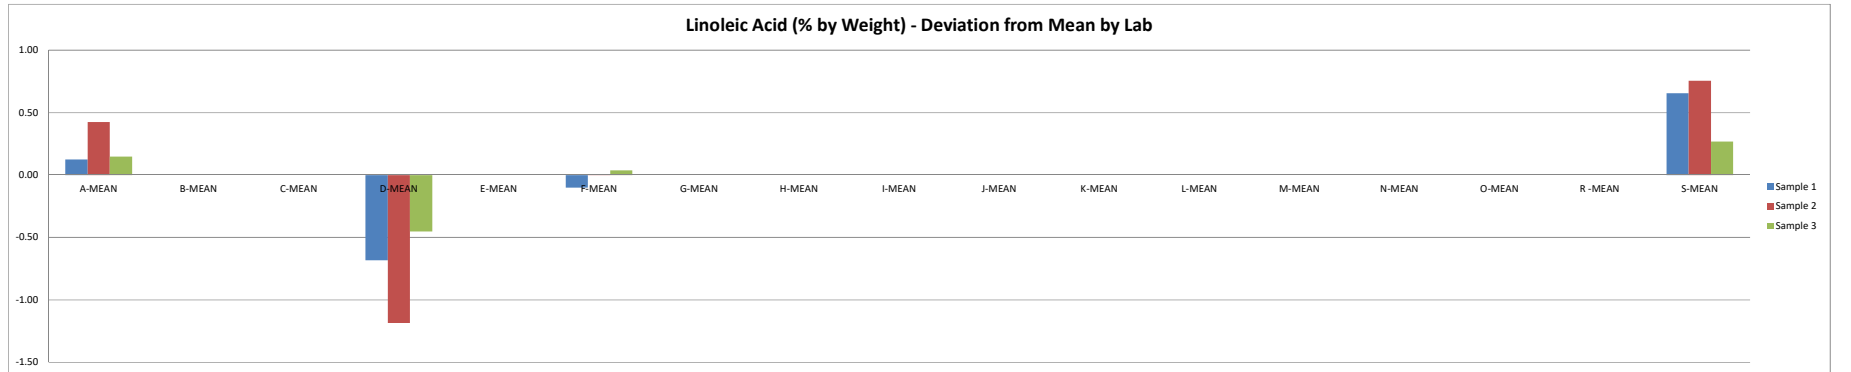 Linoleic Acid (% by Weight) - Deviation from Mean by Lab
1.00
0.50
0.00
A-MEAN B-MEAN C-MEAN D-MEAN E-MEAN F-MEAN G-MEAN H-MEAN I-MEAN J-MEAN K-MEAN L-MEAN M-MEAN N-MEAN O-MEAN R -MEAN S-MEAN
-0.50
-1.00
-1.50
Sample 1
Sample 2
Sample 3